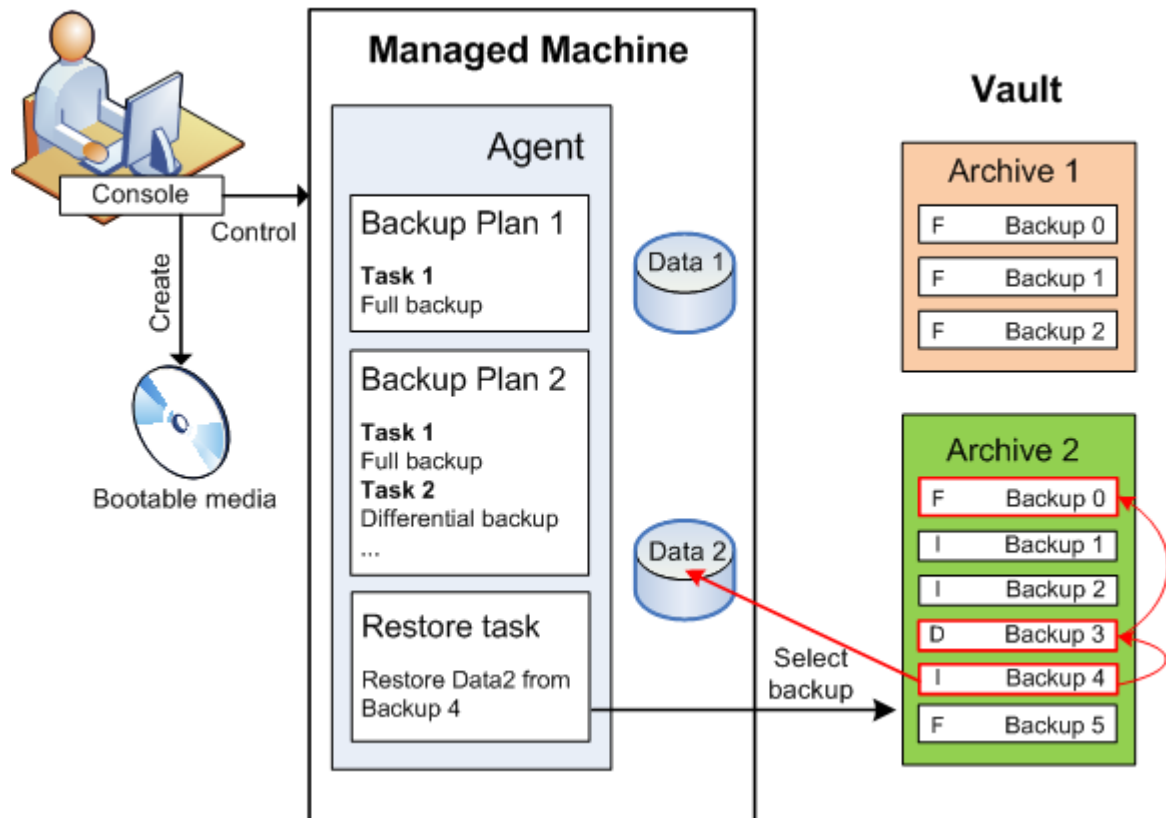 Console
Control
Create
Bootable media
Managed Machine
Agent
Backup Plan 1
Task 1
Full backup
Backup Plan 2
Task 1
Full backup
Task 2
Differential backup
...
Restore task
Restore Data2 from
Backup 4
Data 1
Data 2
Select
backup
Vault
Archive 1
F Backup 0
F Backup 1
F Backup 2
Archive 2
F Backup 0
I Backup 1
I Backup 2
D Backup 3
I Backup 4
F Backup 5